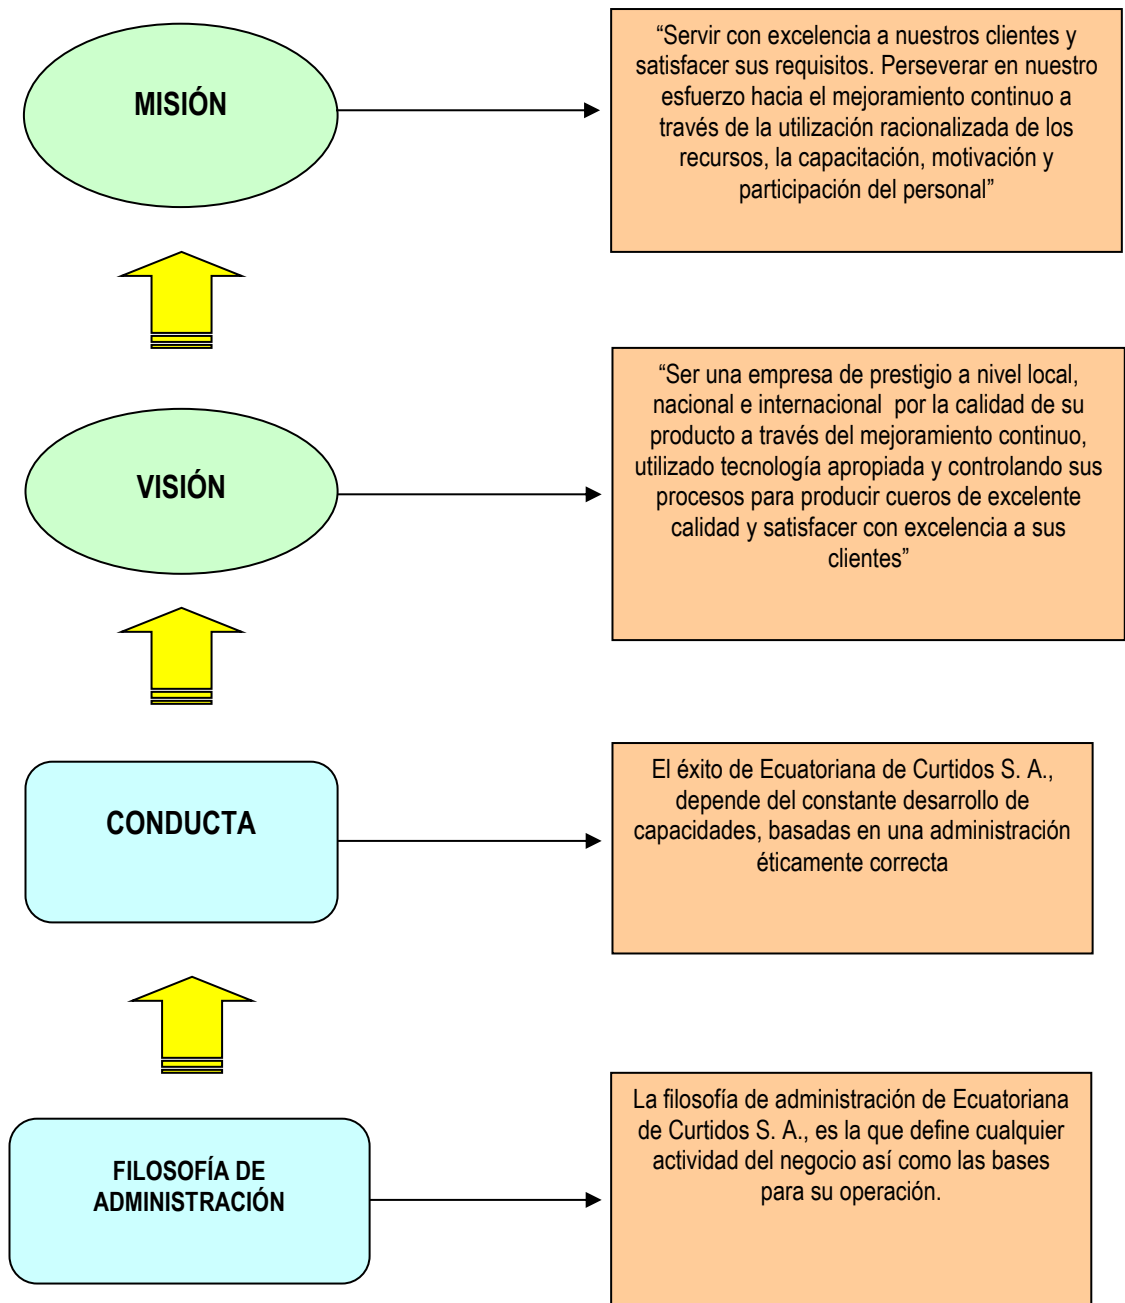 MISIÓN
“Servir con excelencia a nuestros clientes y
satisfacer sus requisitos. Perseverar en nuestro
esfuerzo hacia el mejoramiento continuo a
través de la utilización racionalizada de los
recursos, la capacitación, motivación y
participación del personal”
VISIÓN
“Ser una empresa de prestigio a nivel local,
nacional e internacional por la calidad de su
producto a través del mejoramiento continuo,
utilizado tecnología apropiada y controlando sus
procesos para producir cueros de excelente
calidad y satisfacer con excelencia a sus
clientes”
CONDUCTA
El éxito de Ecuatoriana de Curtidos S. A.,
depende del constante desarrollo de
capacidades, basadas en una administración
éticamente correcta
FILOSOFÍA DE
ADMINISTRACIÓN
La filosofía de administración de Ecuatoriana
de Curtidos S. A., es la que define cualquier
actividad del negocio así como las bases
para su operación.